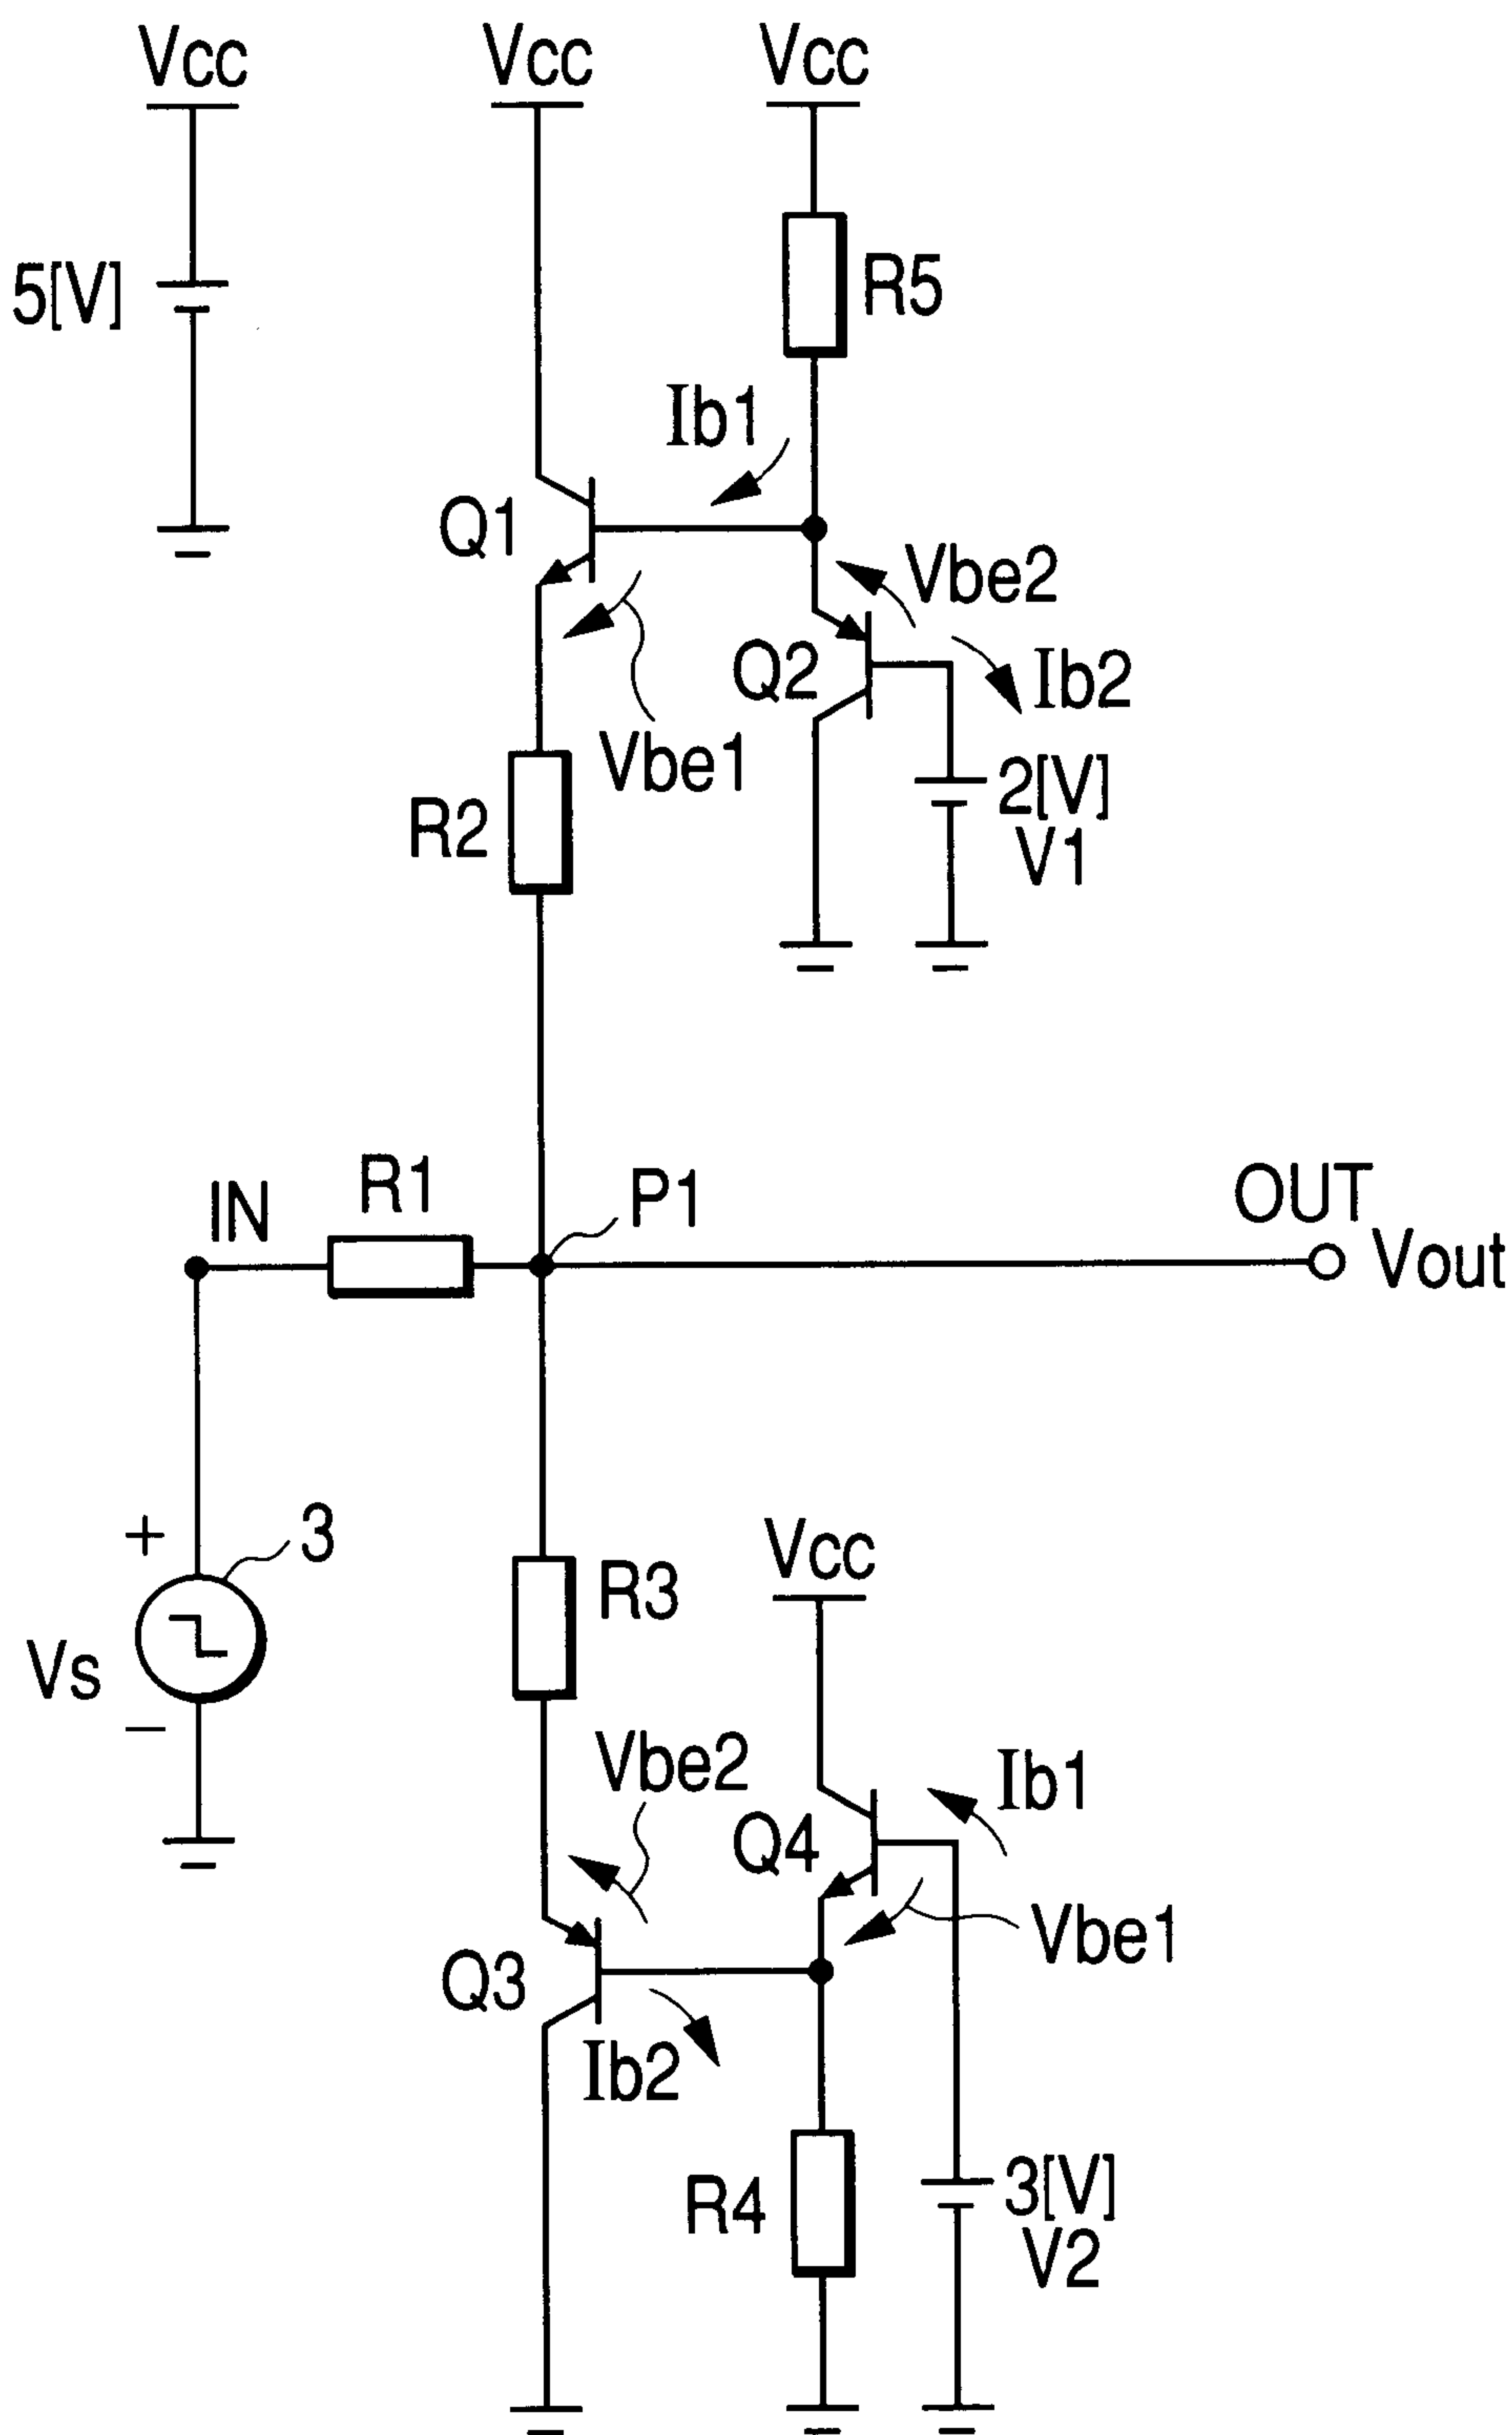 Vcc
Vcc
Vcc
5[V]
R5
Ib1
Q1
Vbe2
Q2
Ib2
Vbe1
2[V]
V1
R2
IN
R1
P1
OUT
Vout
+
3
Vs
−
Vcc
R3
Vbe2
Ib1
Q4
Vbe1
Q3
Ib2
R4
3[V]
V2